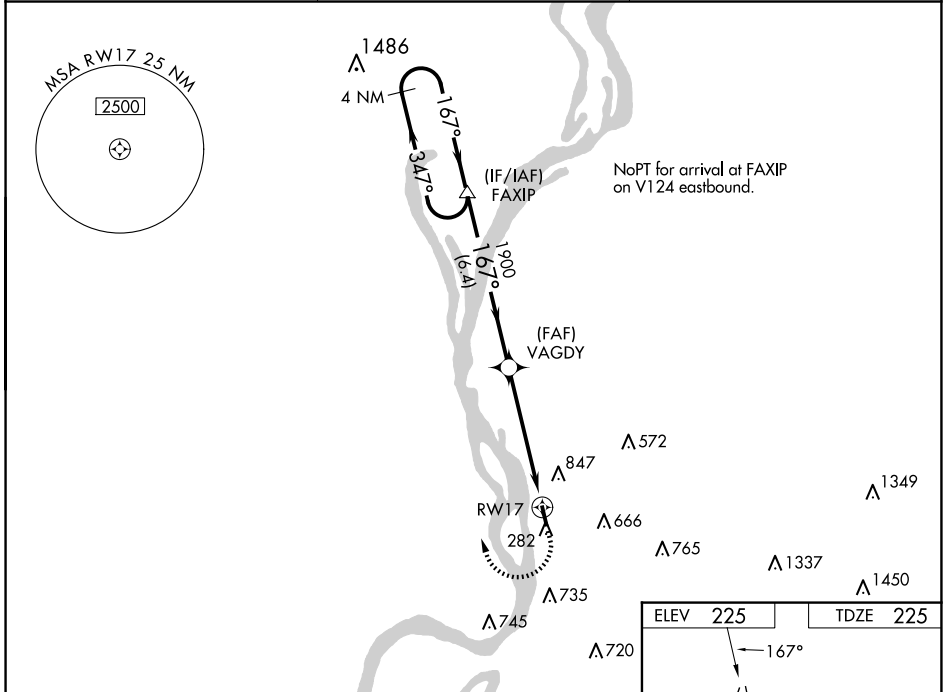 MSA RW17 25 NM
2500
1486
4 NM
167°
347°
(IF/IAF)
FAXIP
NoPT for arrival at FAXIP
on V124 eastbound.
1900
167°
(6.4)
(FAF)
VAGDY
572
847
1349
RW17
666
282
765
1337
1450
735
745
720
ELEV 225
TDZE 225
167°